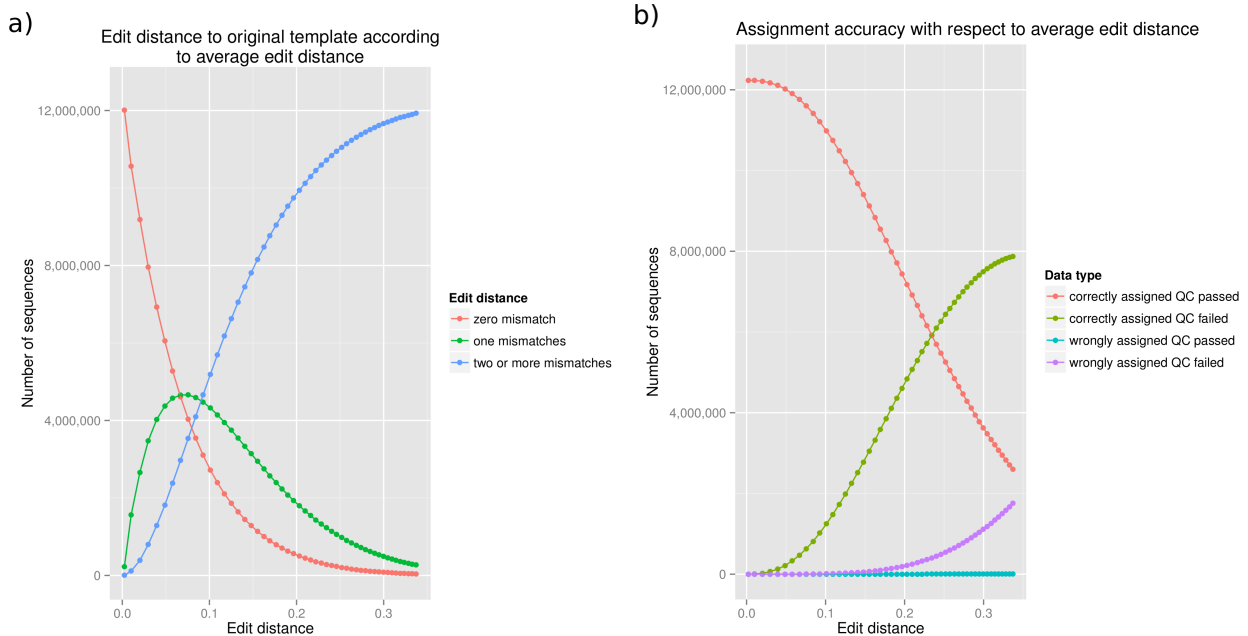 a)
Edit distance to original template according
to average edit distance
Number of sequences
12,000,000
8,000,000
4,000,000
0
0.0
0.1
0.2
0.3
Edit distance
Edit distance
zero mismatch
one mismatches
two or more mismatches
b)
Assignment accuracy with respect to average edit distance
Number of sequences
12,000,000
8,000,000
4,000,000
0
0.0
0.1
0.2
0.3
Edit distance
Data type
correctly assigned QC passed
correctly assigned QC failed
wrongly assigned QC passed
wrongly assigned QC failed